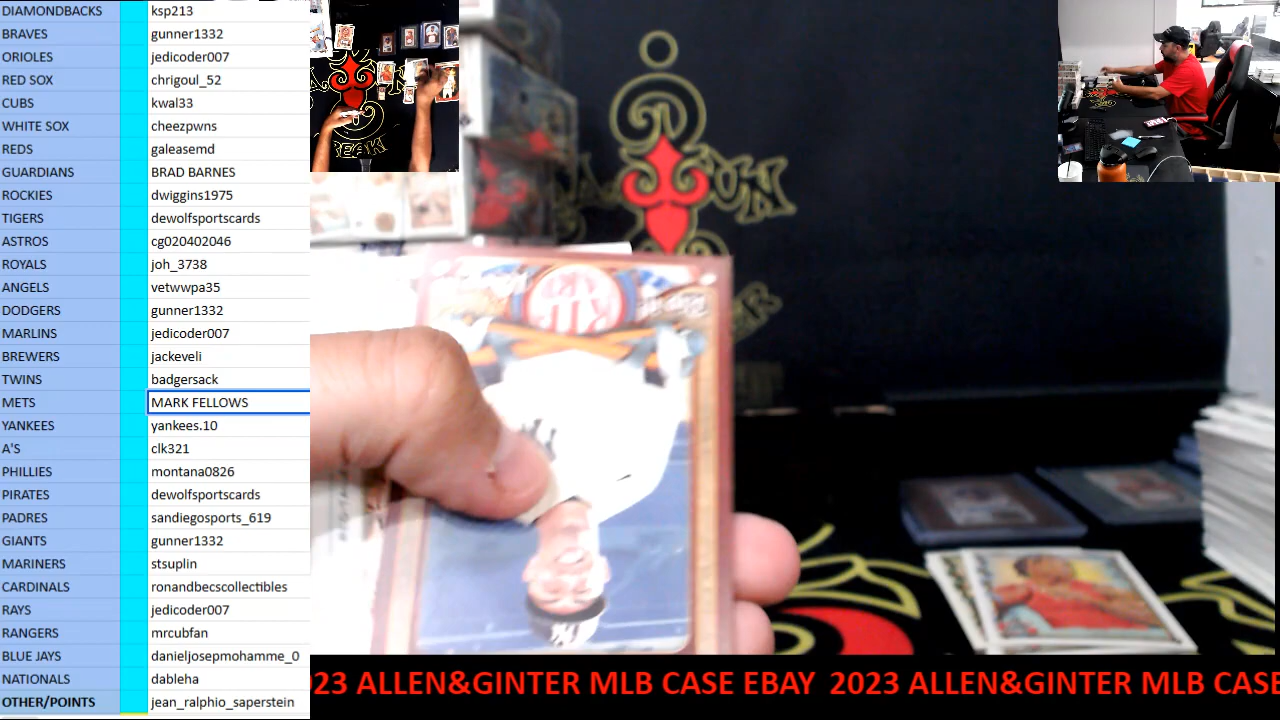 DIAMONDBACKS ksp213
BRAVES gunner1332
ORIOLES jedicoder007
RED SOX chrigoul_52
CUBS kwal33
WHITE SOX cheezpwns
REDS galeasemd
GUARDIANS BRAD BARNES
ROCKIES dwiggins1975
TIGERS dewolfsportscards
ASTROS cg020402046
ROYALS joh_3738
ANGELS vetwwpa35
DODGERS gunner1332
MARLINS jedicoder007
BREWERS jackeveli
TWINS badgersack
METS MARK FELLOWS
YANKEES yankees.10
A'S clk321
PHILLIES montana0826
PIRATES dewolfsportscards
PADRES sandiegosports_619
GIANTS gunner1332
MARINERS stsuplin
CARDINALS ronandbecscollectibles
RAYS jedicoder007
RANGERS mrcubfan
BLUE JAYS danieljosepmohamme_0
NATIONALS dableha
OTHER/POINTS jean_ralphio_saperstein
23 ALLEN&GINTER MLB CASE EBAY 2023 ALLEN&GINTER MLB CASE